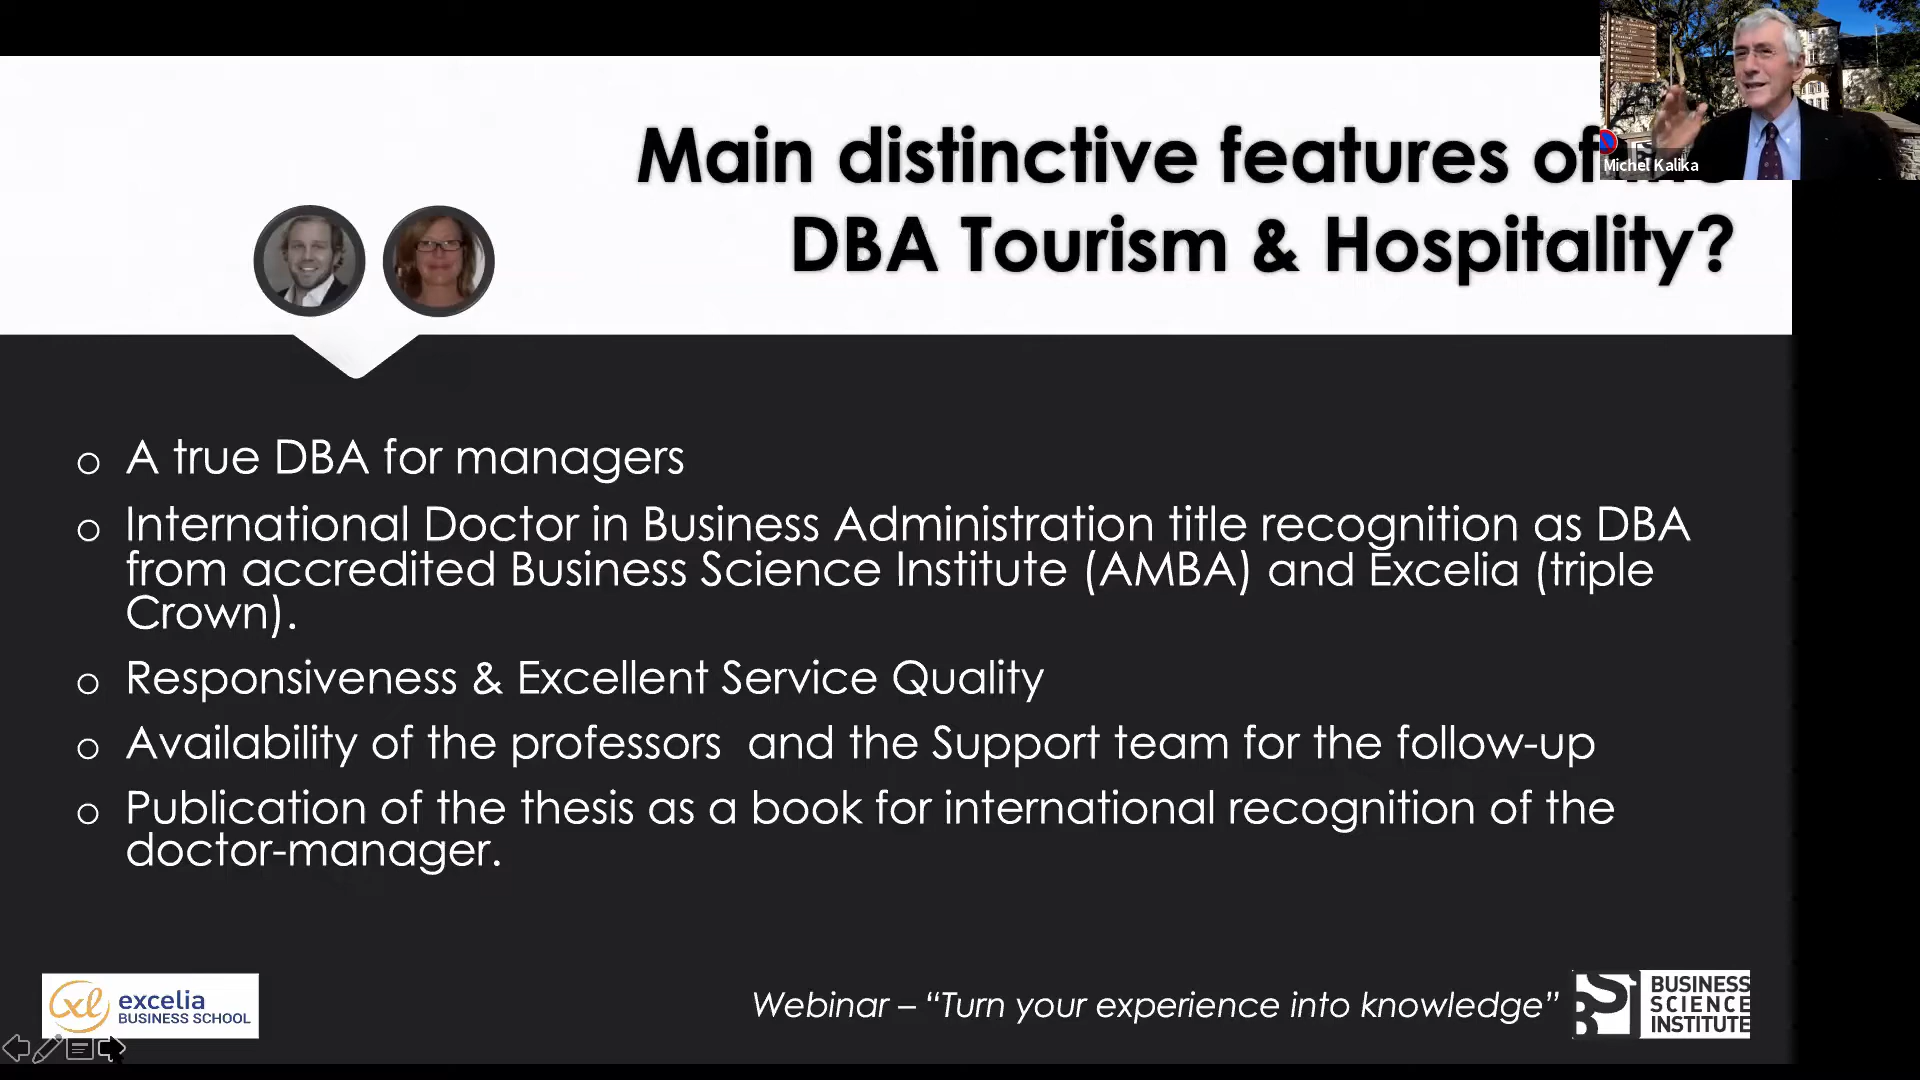 Main distinctive features of
DBA Tourism & Hospitality?
Michel Kalika
o A true DBA for managers
o International Doctor in Business Administration title recognition as DBA
from accredited Business Science Institute (AMBA) and Excelia (triple
Crown).
o Responsiveness & Excellent Service Quality
o Availability of the professors  and the Support team for the follow-up
o Publication of the thesis as a book for international recognition of the
doctor-manager.
excelia
BUSINESS SCHOOL
Webinar – “Turn your experience into knowledge”
BUSINESS
SCIENCE
INSTITUTE